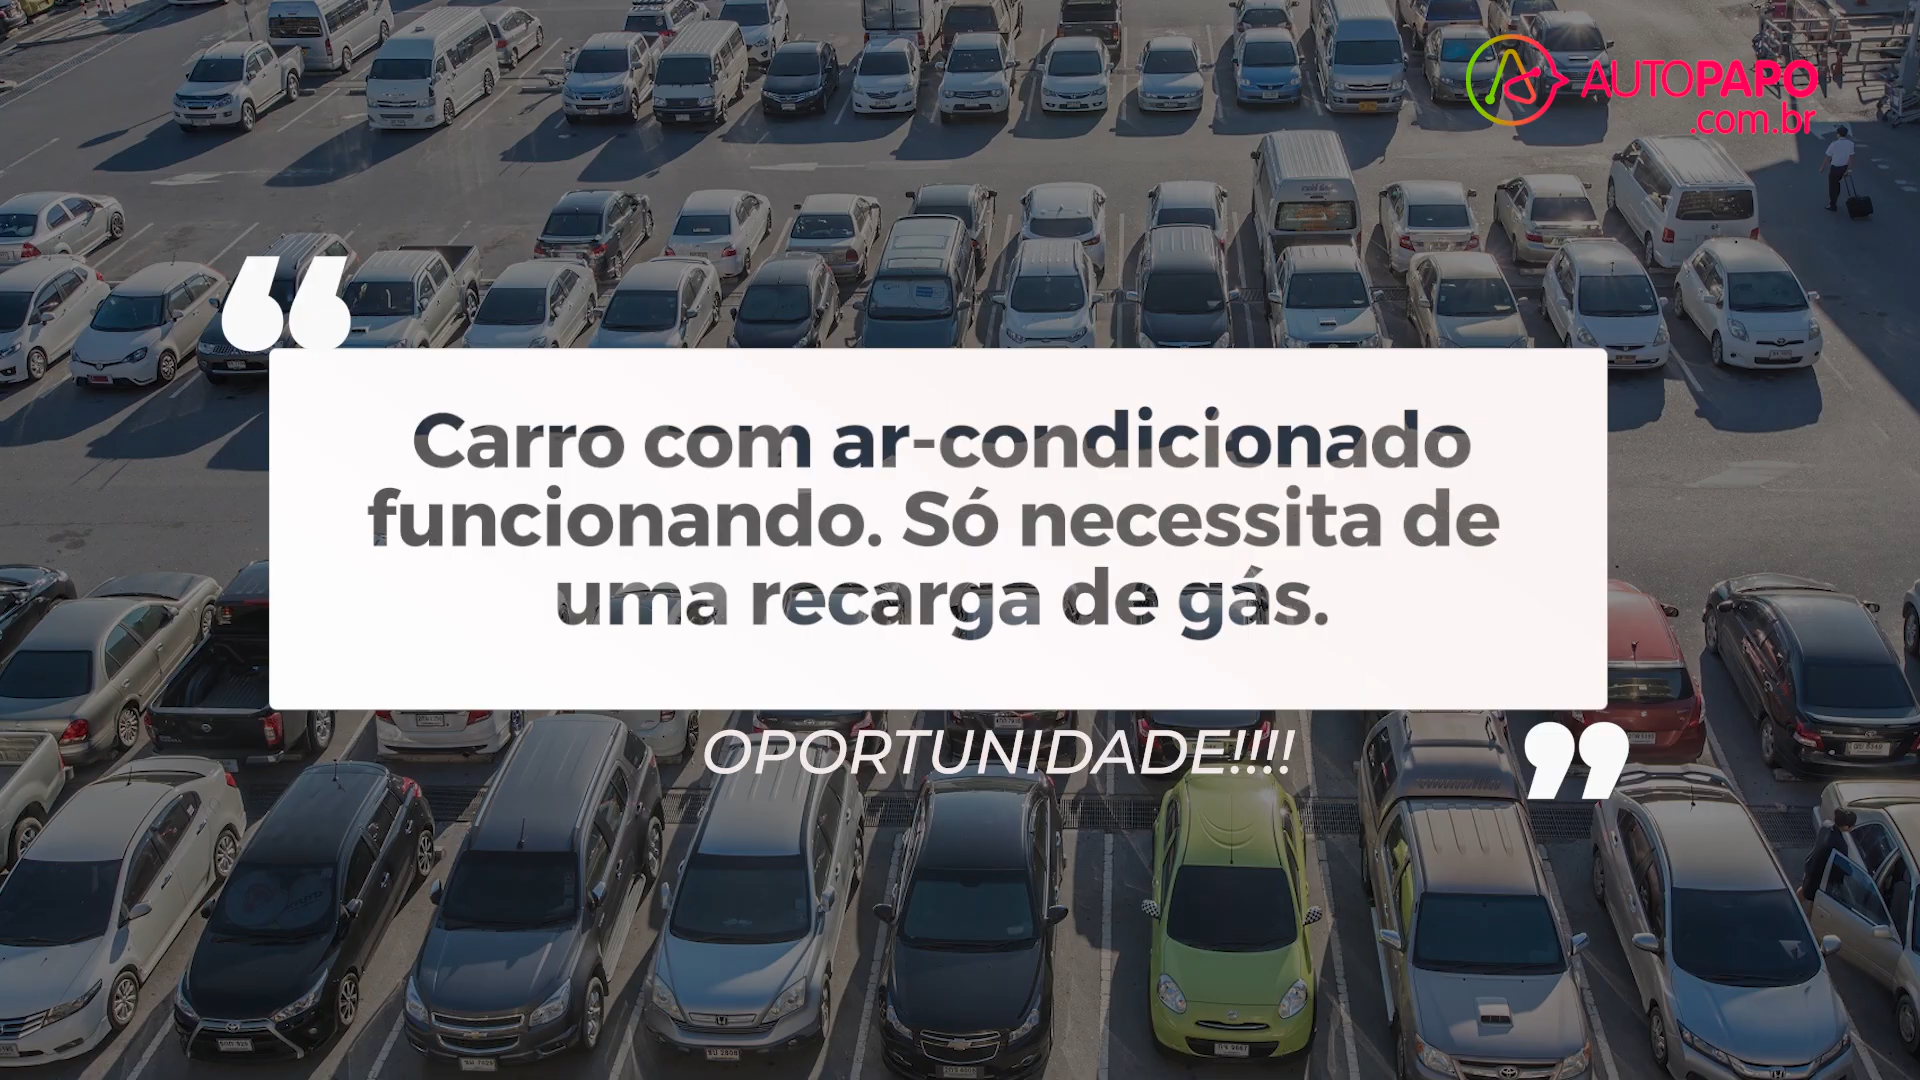 AUTOPAPO
.com.br
“
Carro com ar-condicionado
funcionando. Só necessita de
uma recarga de gás.
OPORTUNIDADE!!!!
”